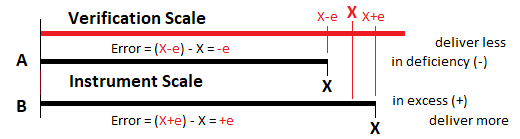 Verification Scale
X-e X X+e
Error = (X-e) - X = -e
deliver less
A
in deficiency (-)
X
Instrument Scale
B
in excess (+)
Error = (X+e) - X = +e
X
deliver more